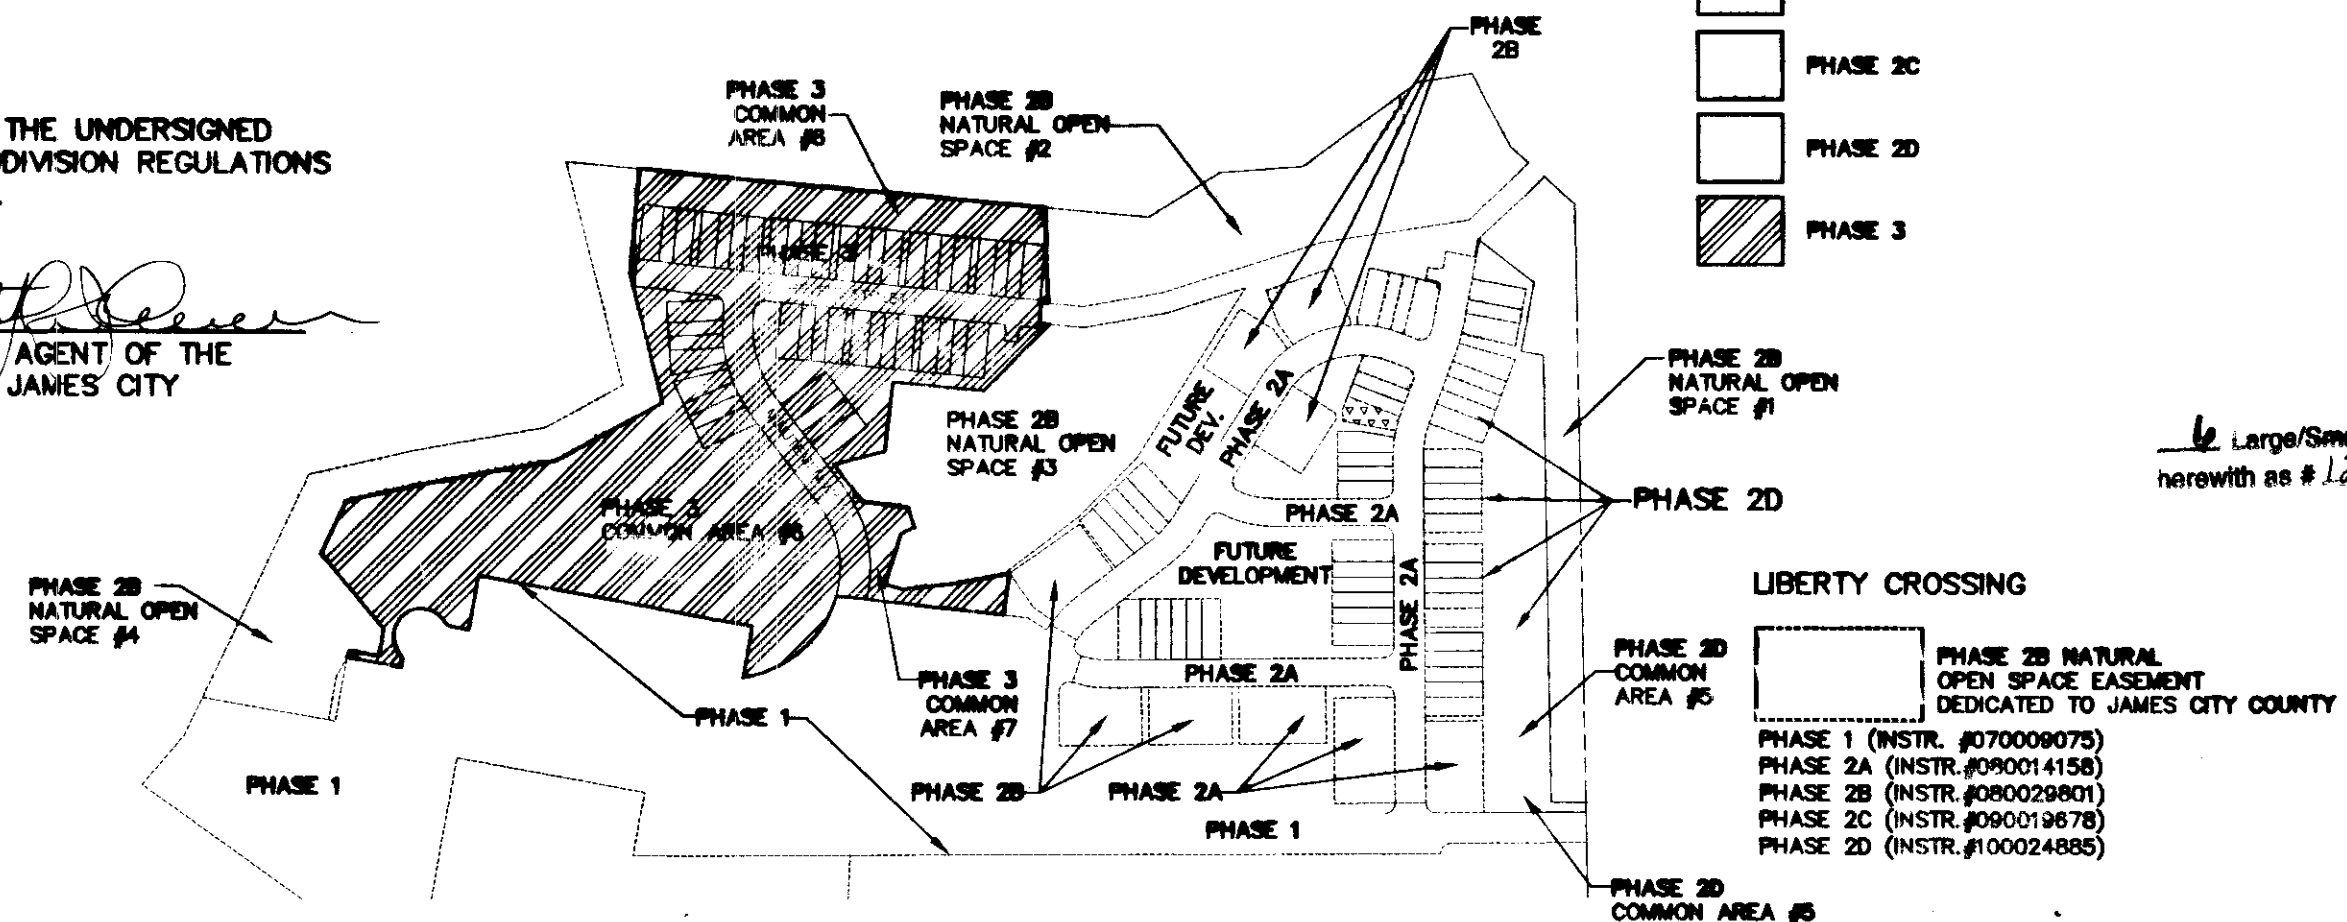 THE UNDERSIGNED
DIVISION REGULATIONS
AGENT OF THE
JAMES CITY
PHASE 3
COMMON
AREA #6
PHASE 2B
NATURAL OPEN
SPACE #2
PHASE
2B
PHASE 2C
PHASE 2D
PHASE 3
PHASE 3
PHASE 2B
NATURAL OPEN
SPACE #3
FUTURE
DEV.
PHASE 2A
PHASE 2B
NATURAL OPEN
SPACE #1
6 Large/Sm
herewith as #
PHASE 2D
PHASE 3
COMMON AREA #6
PHASE 2A
FUTURE
DEVELOPMENT
PHASE 2A
PHASE 2B
NATURAL OPEN
SPACE #4
LIBERTY CROSSING
PHASE 2D
COMMON
AREA #5
PHASE 2B NATURAL
OPEN SPACE EASEMENT
DEDICATED TO JAMES CITY COUNTY
PHASE 2A
PHASE 3
COMMON
AREA #7
PHASE 1
PHASE 1
PHASE 2B
PHASE 2A
PHASE 1
PHASE 1 (INSTR. #070009075)
PHASE 2A (INSTR.#080014158)
PHASE 2B (INSTR.#080029801)
PHASE 2C (INSTR.#090019678)
PHASE 2D (INSTR.#100024885)
PHASE 2D
COMMON AREA #5